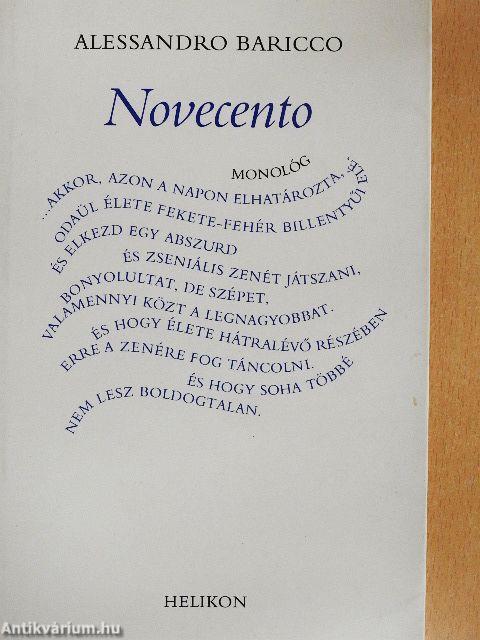 ALESSANDRO BARICCO
Novecento
MONOLÓG
...AKKOR, AZON A NAPON ELHATÁROZTA,
ODAÜL ÉLETE FEKETE-FEHÉR BILLENTYŰI ELÉ,
ÉS ELKEZD EGY ABSZURD
ÉS ZSENIÁLIS ZENÉT JÁTSZANI,
BONYOLULTAT, DE SZÉPET,
VALAMENNYI KÖZT A LEGNAGYOBBAT.
ÉS HOGY ÉLETE HÁTRALÉVŐ RÉSZÉBEN
ERRE A ZENÉRE FOG TÁNCOLNI.
ÉS HOGY SOHA TÖBBÉ
NEM LESZ BOLDOGTALAN.
HELIKON
Antikvárium.hu